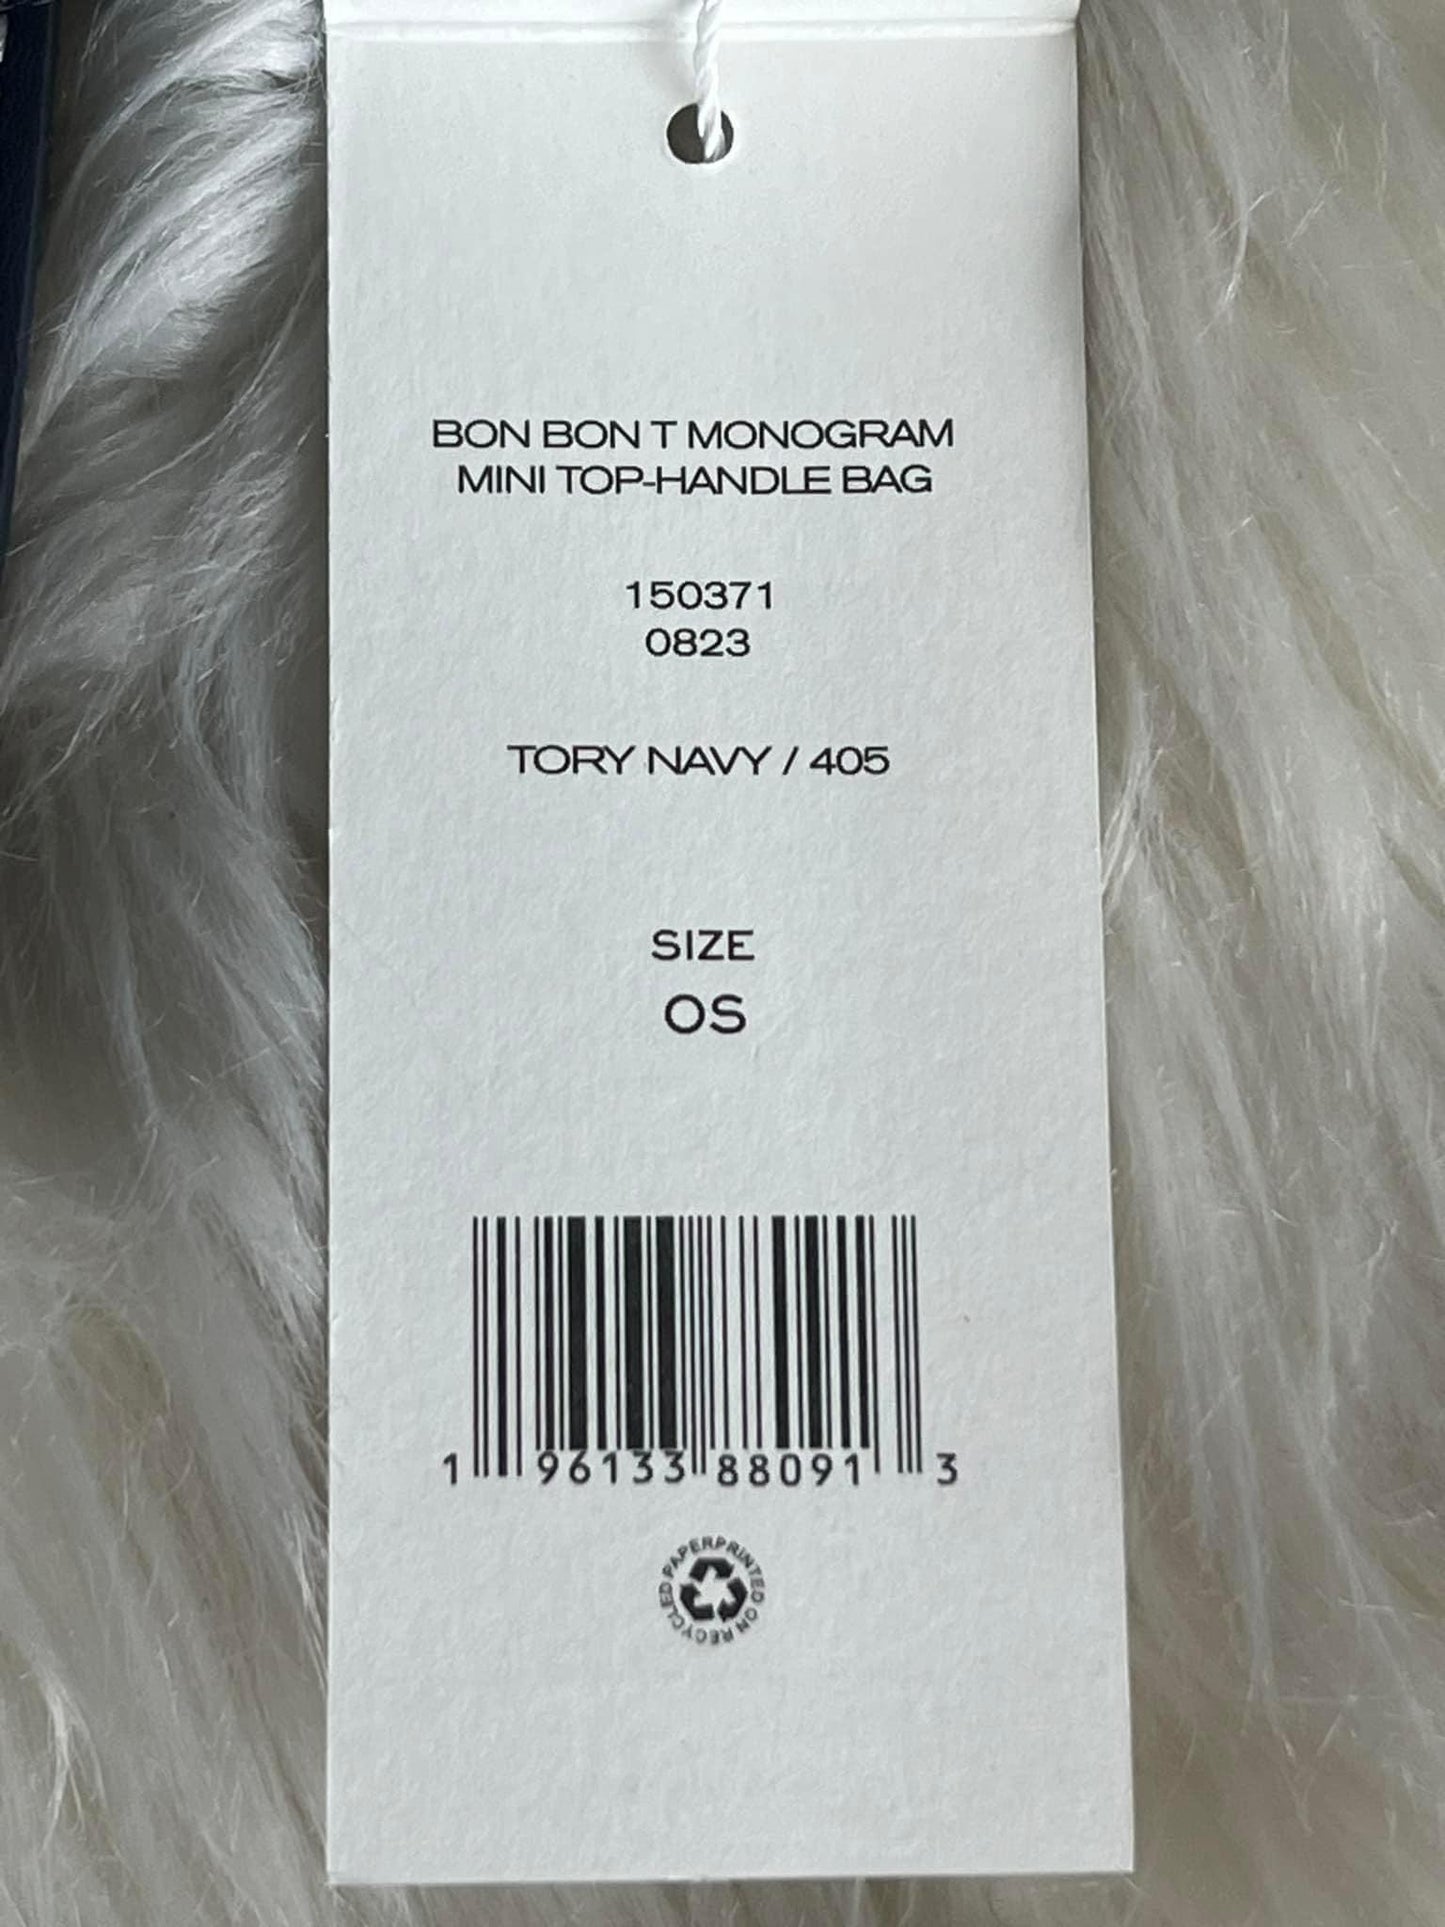 BON BON T MONOGRAM
MINI TOP-HANDLE BAG
150371
0823
TORY NAVY / 405
SIZE
OS
1 96133 88091 3
PRINTED ON RECYCLED PAPER